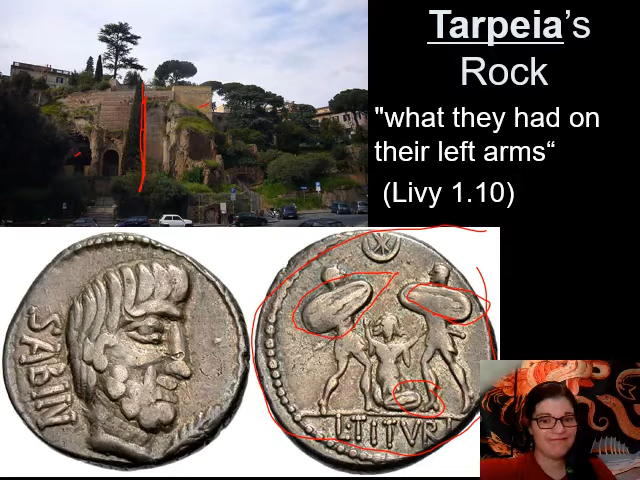 Tarpeia’s
Rock
"what they had on
their left arms“
(Livy 1.10)
SABIN
L·TITVRI